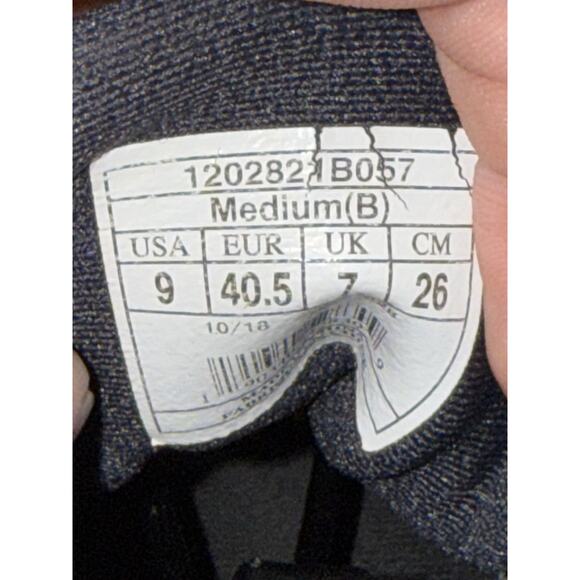 1202821B057
Medium(B)
USA EUR UK CM
9 40.5 7 26
10/18